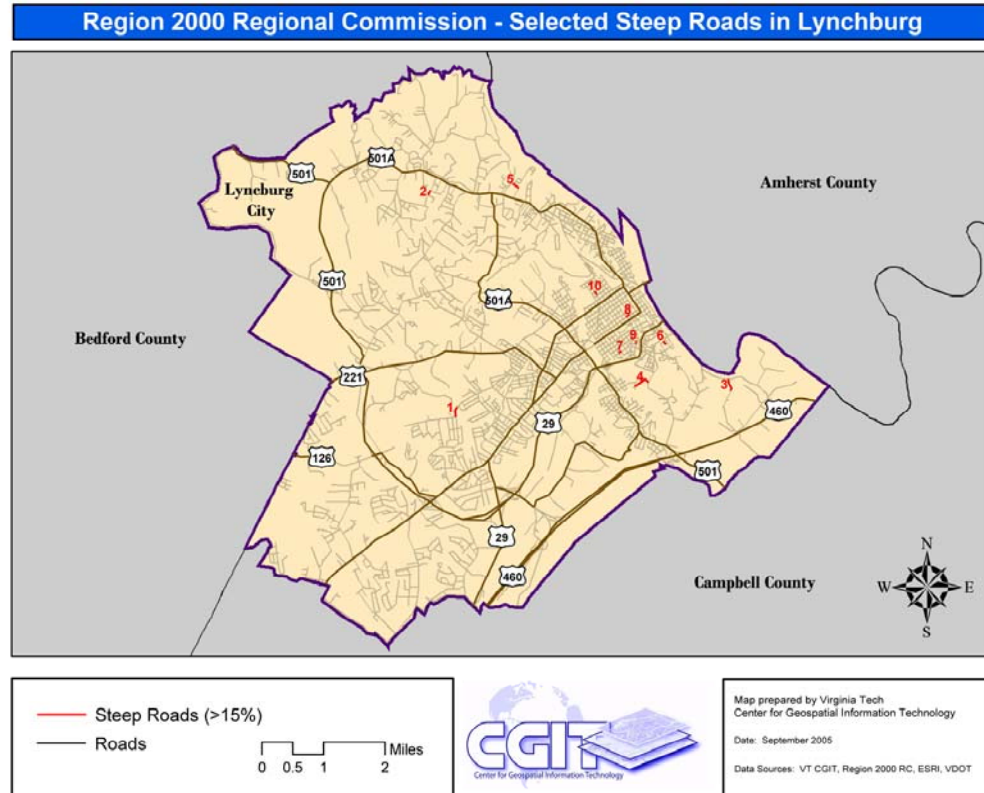 Region 2000 Regional Commission - Selected Steep Roads in Lynchburg
501A
501
5
2
Amherst County
Lyneburg
City
501
10
501A
8
Bedford County
9
6
7
221
4
3
1
460
29
126
501
29
460
Campbell County
N
W
E
S
Steep Roads (>15%)
Roads
Miles
0 0.5 1 2
CGIT
Center for Geospatial Information Technology
Map prepared by Virginia Tech
Center for Geospatial Information Technology
Date: September 2005
Data Sources: VT CGIT, Region 2000 RC, ESRI, VDOT